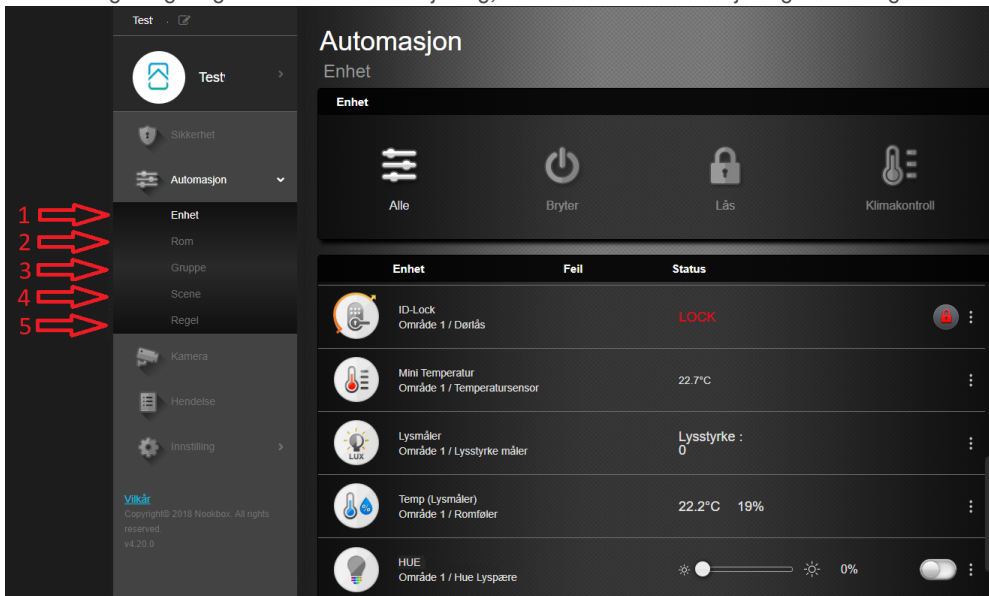 Test
Test
Sikkerhet
Automasjon
1 Enhet
2 Rom
3 Gruppe
4 Scene
5 Regel
Kamera
Hendelse
Innstilling
Vilkår
Copyright© 2018 Nookbox. All rights
reserved.
v4.20.0
Automasjon
Enhet
Enhet
Alle
Bryter
Lås
Klimakontroll
Enhet Feil Status
ID-Lock
Område 1 / Dørlås
LOCK
Mini Temperatur
Område 1 / Temperatursensor
22.7°C
Lysmåler
Område 1 / Lysstyrke måler
LUX
Lysstyrke :
0
Temp (Lysmåler)
Område 1 / Romføler
22.2°C 19%
HUE
Område 1 / Hue Lyspære
0%